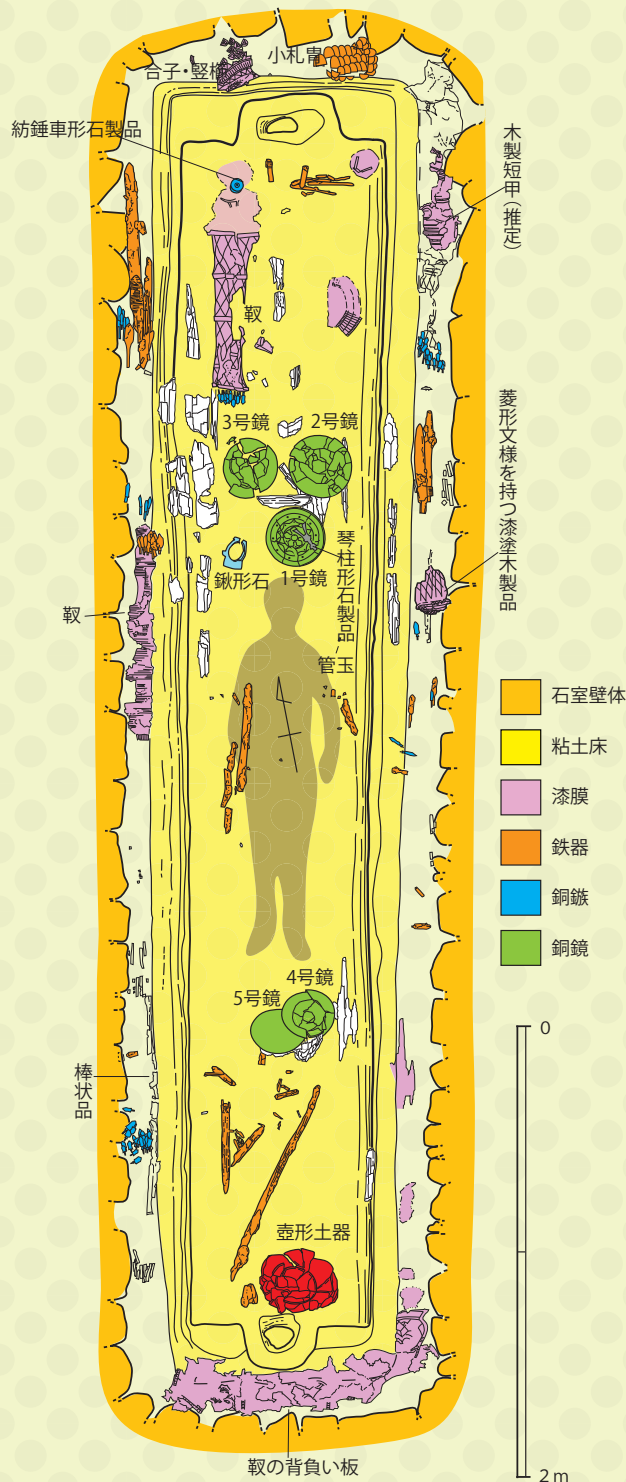 小札冑
合子・竪櫛
紡錘車形石製品
木製短甲（推定）
靫
菱形文様を持つ漆塗木製品
3号鏡
2号鏡
琴柱形石製品
鍬形石
1号鏡
靫
管玉
石室壁体
粘土床
漆膜
鉄器
銅鏃
銅鏡
4号鏡
5号鏡
0
棒状品
壺形土器
靫の背負い板
2m